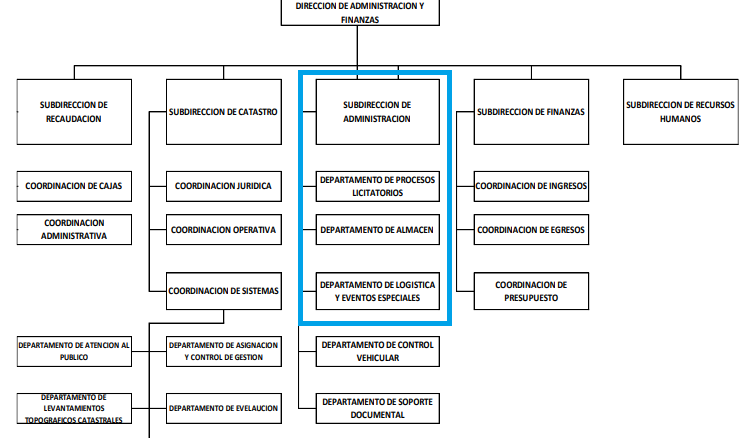 DIRECCION DE ADMINISTRACION Y
FINANZAS
SUBDIRECCION DE
RECAUDACION
SUBDIRECCION DE CATASTRO
SUBDIRECCION DE
ADMINISTRACION
SUBDIRECCION DE FINANZAS
SUBDIRECCION DE RECURSOS
HUMANOS
COORDINACION DE CAJAS
COORDINACION JURIDICA
DEPARTAMENTO DE PROCESOS
LICITATORIOS
COORDINACION DE INGRESOS
COORDINACION
ADMINISTRATIVA
COORDINACION OPERATIVA
DEPARTAMENTO DE ALMACEN
COORDINACION DE EGRESOS
COORDINACION DE SISTEMAS
DEPARTAMENTO DE LOGISTICA
Y EVENTOS ESPECIALES
COORDINACION DE
PRESUPUESTO
DEPARTAMENTO DE ATENCION AL
PUBLICO
DEPARTAMENTO DE ASIGNACION
Y CONTROL DE GESTION
DEPARTAMENTO DE CONTROL
VEHICULAR
DEPARTAMENTO DE
LEVANTAMIENTOS
TOPOGRAFICOS CATASTRALES
DEPARTAMENTO DE EVELAUCION
DEPARTAMENTO DE SOPORTE
DOCUMENTAL